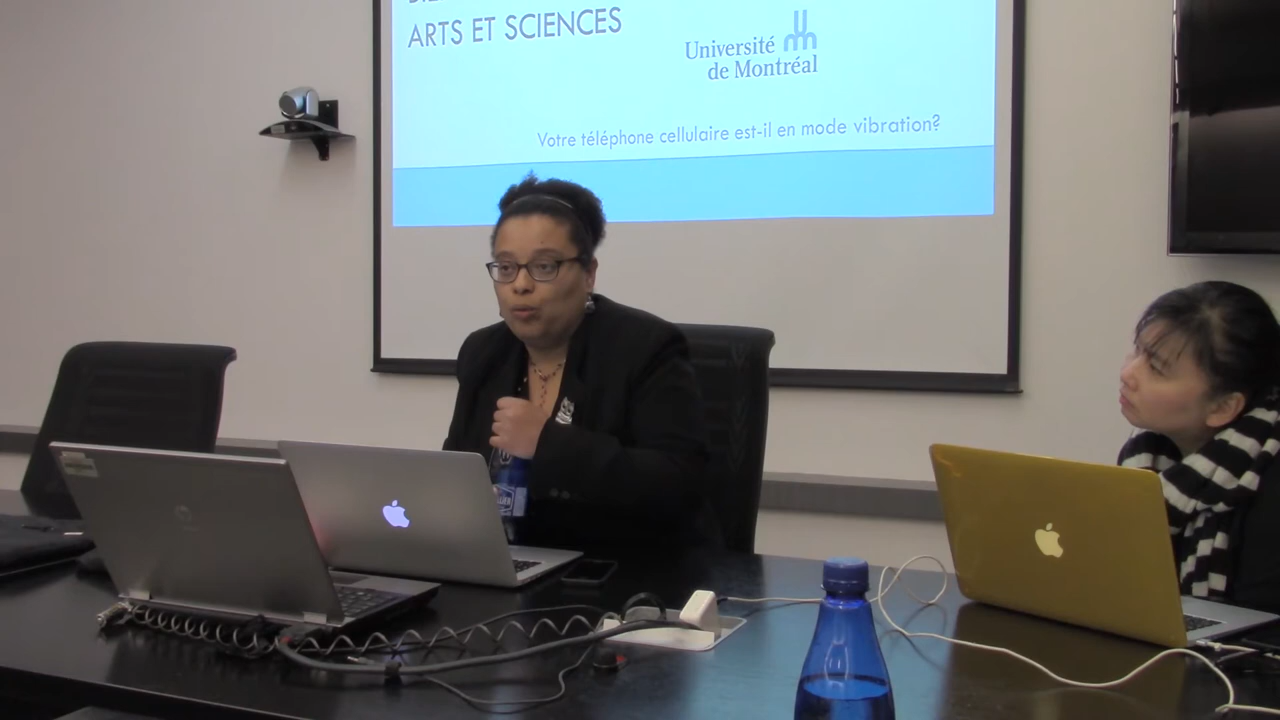 ARTS ET SCIENCES
Université
de Montréal
Votre téléphone cellulaire est-il en mode vibration?